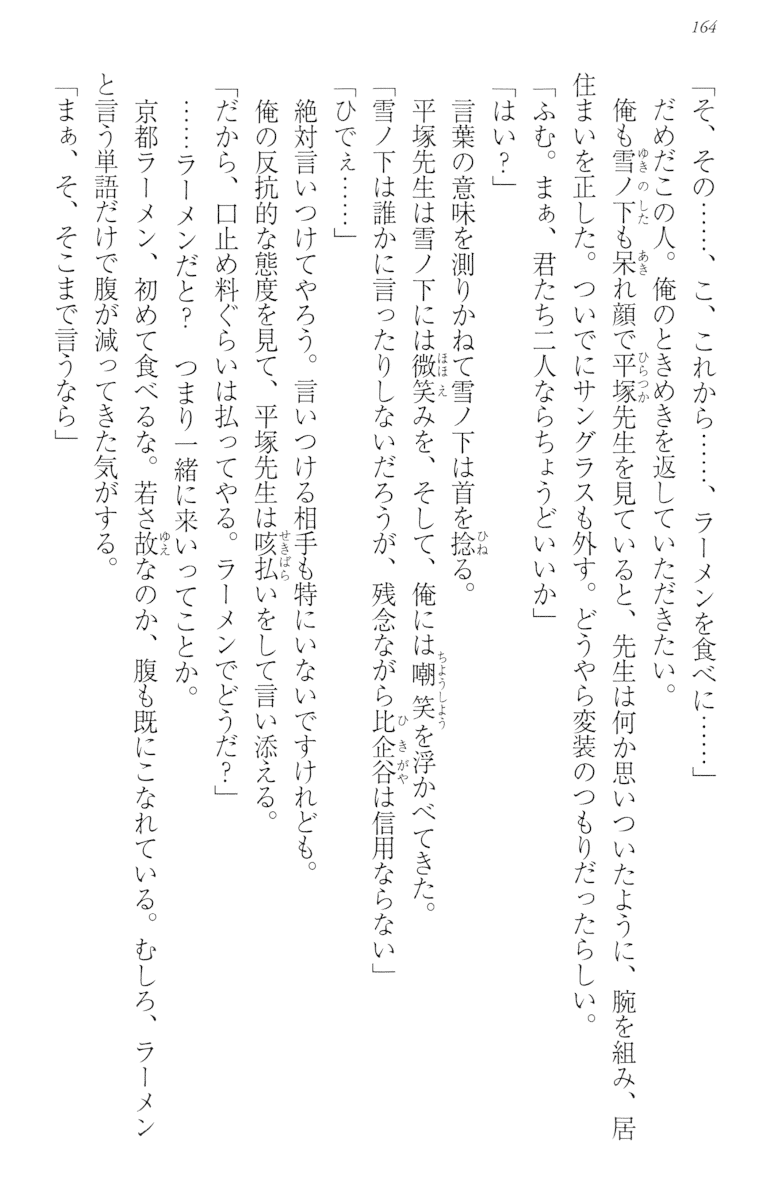 164
「そ、その……、こ、これから……、ラーメンを食べに……」
だめだこの人。俺のときめきを返していただきたい。
俺も雪ノ下も呆れ顔で平塚先生を見ていると、先生は何か思いついたように、腕を組み、居
住まいを正した。ついでにサングラスも外す。どうやら変装のつもりだったらしい。
「ふむ。まぁ、君たち二人ならちょうどいいか」
「はい?」
言葉の意味を測りかねて雪ノ下は首を捻る。
平塚先生は雪ノ下には微笑みを、そして、俺には嘲笑を浮かべてきた。
「雪ノ下は誰かに言ったりしないだろうが、残念ながら比企谷は信用ならない」
「ひでぇ……」
絶対言いつけてやろう。言いつける相手も特にいないですけれども。
俺の反抗的な態度を見て、平塚先生は咳払いをして言い添える。
「だから、口止め料ぐらいは払ってやる。ラーメンでどうだ?」
……ラーメンだと? つまり一緒に来いってことか。
京都ラーメン、初めて食べるな。若さ故なのか、腹も既にこなれている。むしろ、ラーメン
と言う単語だけで腹が減ってきた気がする。
「まぁ、そ、そこまで言うなら」